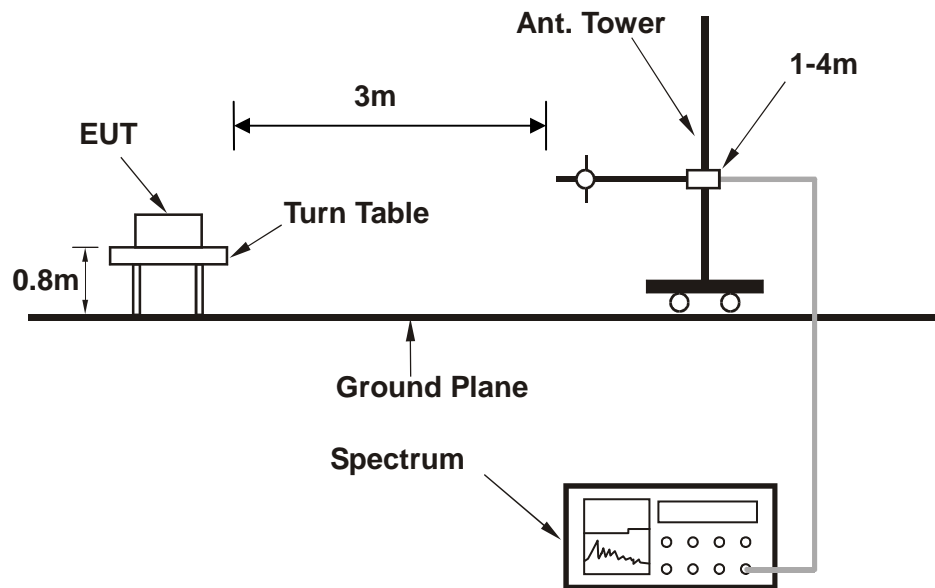 Ant. Tower
1-4m
3m
EUT
Turn Table
0.8m
Ground Plane
Spectrum